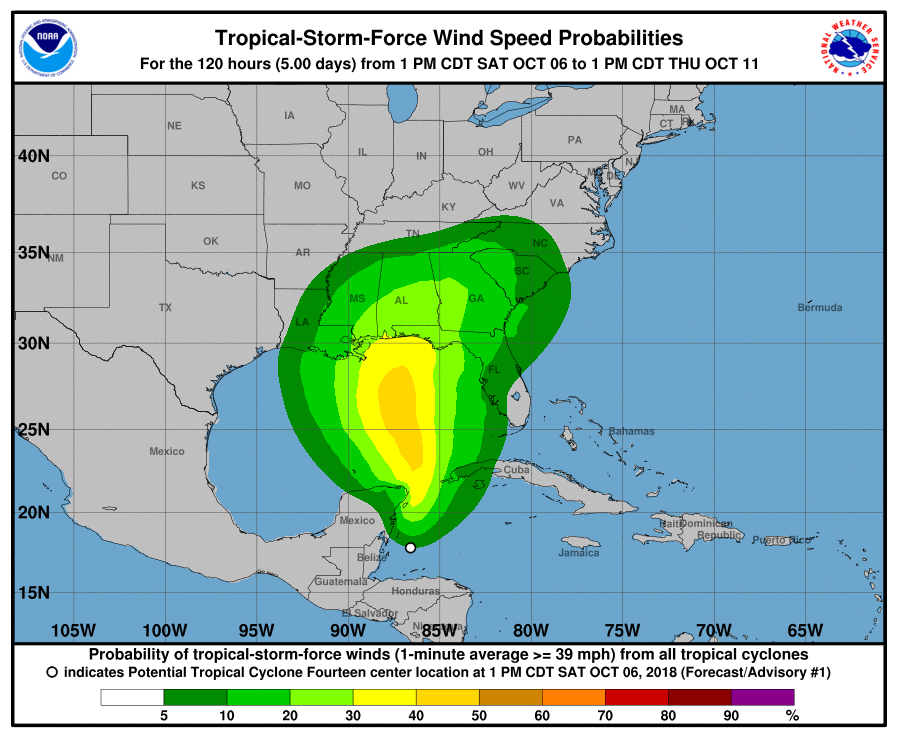 Tropical-Storm-Force Wind Speed Probabilities
For the 120 hours (5.00 days) from 1 PM CDT SAT OCT 06 to 1 PM CDT THU OCT 11
NOAA
NATIONAL WEATHER SERVICE
MA
CT
RI
NE
IA
PA
40N
IL
IN
OH
NJ
MD
DE
CO
KS
MO
WV
KY
VA
TN
35N
OK
AR
NC
NM
SC
TX
MS
AL
GA
Bermuda
LA
30N
FL
25N
Mexico
Bahamas
Cuba
20N
Mexico
Haiti
Dominican
Republic
Puerto Rico
Jamaica
Belize
Guatemala
15N
Honduras
El Salvador
Nicaragua
105W
100W
95W
90W
85W
80W
75W
70W
65W
Probability of tropical-storm-force winds (1-minute average >= 39 mph) from all tropical cyclones
indicates Potential Tropical Cyclone Fourteen center location at 1 PM CDT SAT OCT 06, 2018 (Forecast/Advisory #1)
5 10 20 30 40 50 60 70 80 90 %